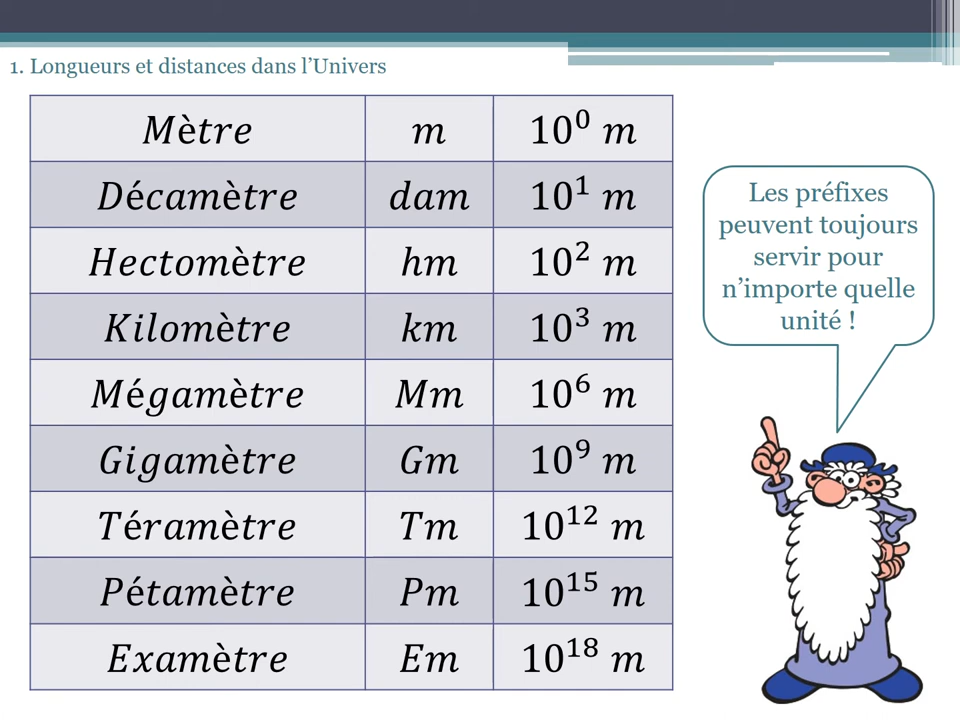 1. Longueurs et distances dans l’Univers
Mètre m 10⁰ m
Décamètre dam 10¹ m
Hectomètre hm 10² m
Kilomètre km 10³ m
Mégamètre Mm 10⁶ m
Gigamètre Gm 10⁹ m
Téramètre Tm 10¹² m
Pétamètre Pm 10¹⁵ m
Examètre Em 10¹⁸ m
Les préfixes
peuvent toujours
servir pour
n’importe quelle
unité !